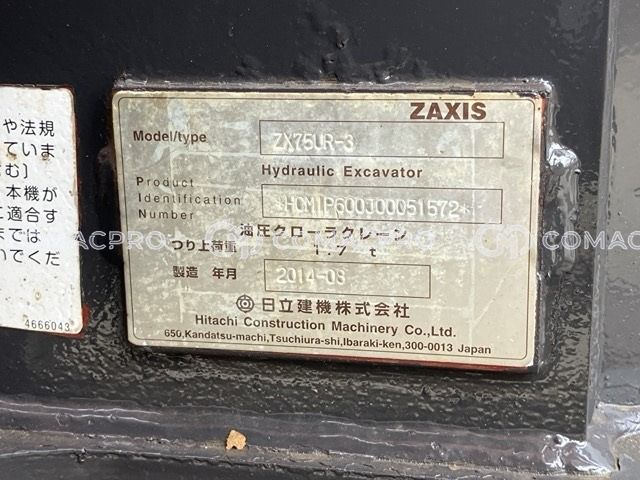 ZAXIS
Model/type ZX75UR-3
Hydraulic Excavator
Product
Identification
Number *HCM1P600J00051572*
油圧クローラクレーン
つり上荷重 1.7 t
製造 年月 2014-03
日立建機株式会社
Hitachi Construction Machinery Co.,Ltd.
650,Kandatsu-machi,Tsuchiura-shi,Ibaraki-ken,300-0013 Japan
や法規
ていま
む)
本機が
に適合す
までは
いでくだ
4666043
COMACPRO